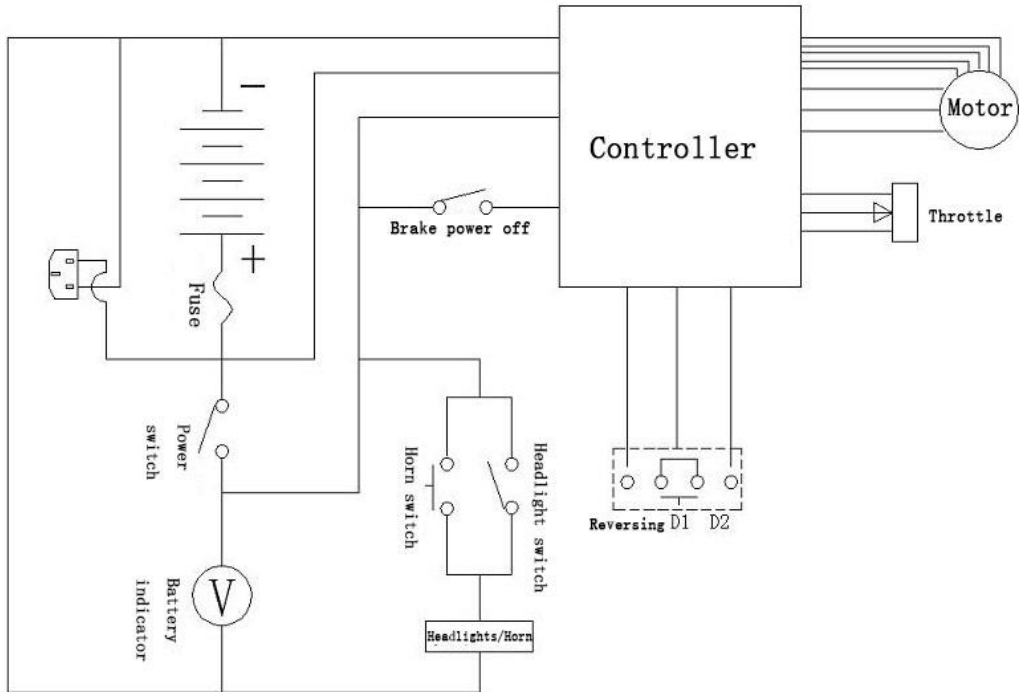 −
Controller
Motor
Throttle
Brake power off
+
Fuse
Power
switch
Horn switch
Headlight switch
Reversing D1 D2
V
Battery
indicator
Headlights/Horn